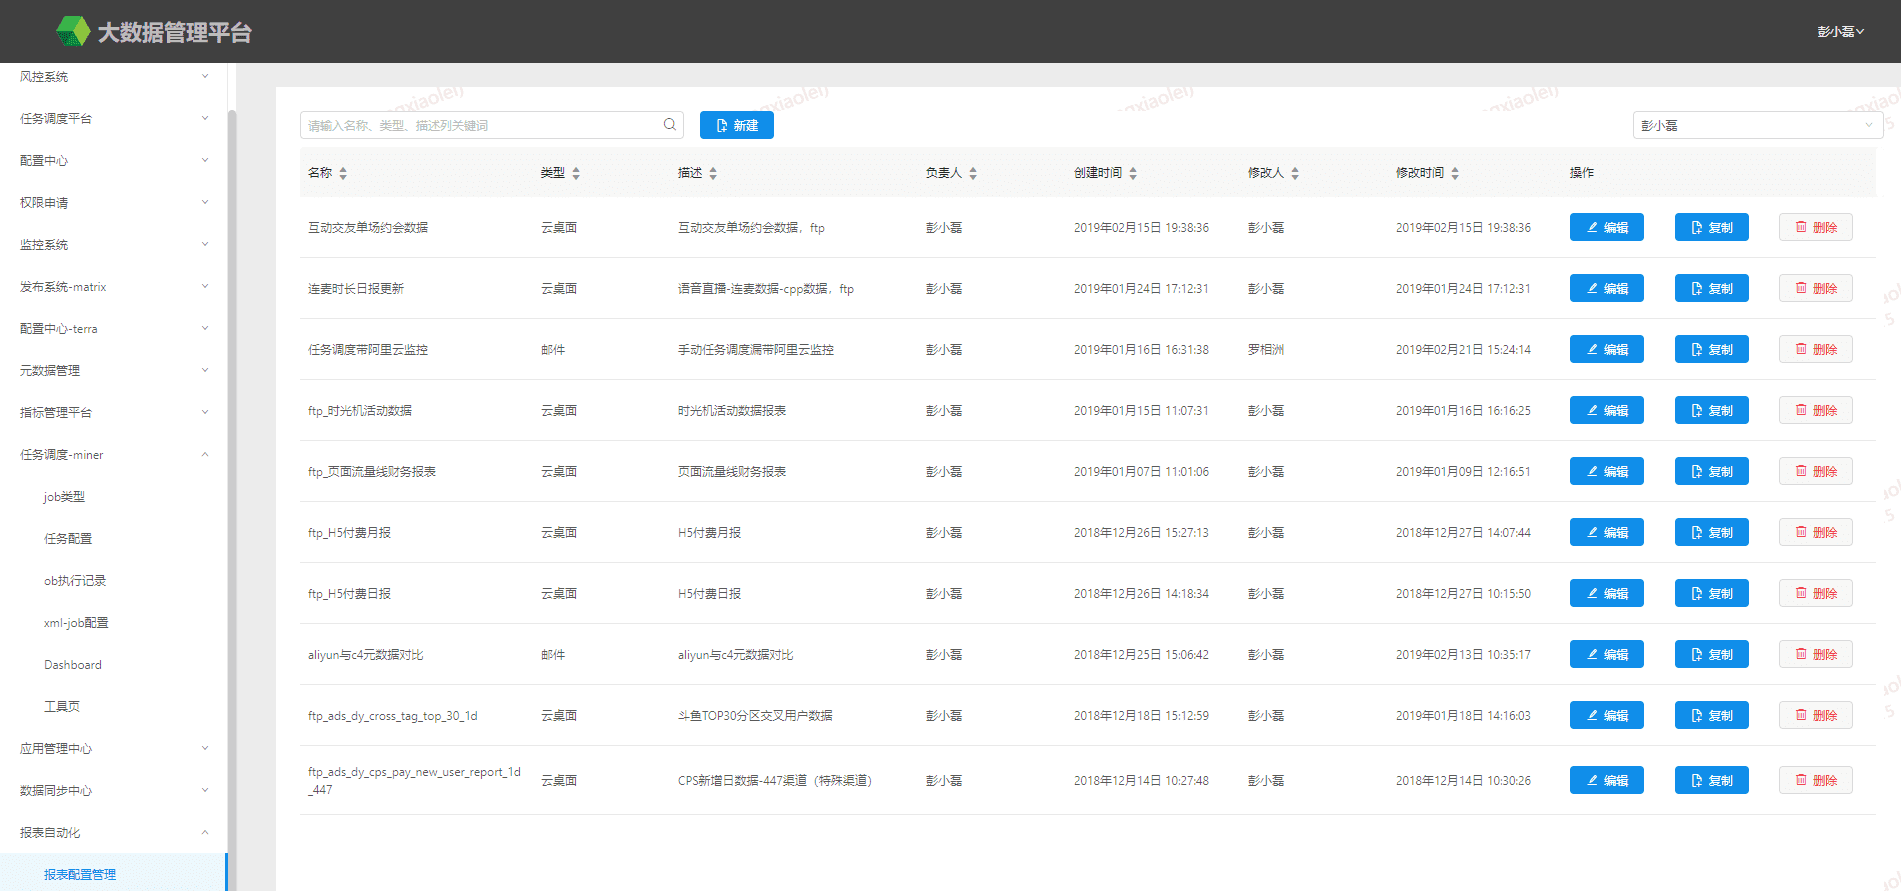 大数据管理平台
彭小磊
风控系统
任务调度平台
配置中心
权限申请
监控系统
发布系统-matrix
配置中心-terra
元数据管理
指标管理平台
任务调度-miner
job类型
任务配置
ob执行记录
xml-job配置
Dashboard
工具页
应用管理中心
数据同步中心
报表自动化
报表配置管理
请输入名称、类型、描述列关键词 新建 彭小磊
名称 类型 描述 负责人 创建时间 修改人 修改时间 操作
互动交友单场约会数据 云桌面 互动交友单场约会数据，ftp 彭小磊 2019年02月15日 19:38:36 彭小磊 2019年02月15日 19:38:36 编辑 复制 删除
连麦时长日报更新 云桌面 语音直播-连麦数据-cpp数据，ftp 彭小磊 2019年01月24日 17:12:31 彭小磊 2019年01月24日 17:12:31 编辑 复制 删除
任务调度带阿里云监控 邮件 手动任务调度漏带阿里云监控 彭小磊 2019年01月16日 16:31:38 罗相洲 2019年02月21日 15:24:14 编辑 复制 删除
ftp_时光机活动数据 云桌面 时光机活动数据报表 彭小磊 2019年01月15日 11:07:31 彭小磊 2019年01月16日 16:16:25 编辑 复制 删除
ftp_页面流量线财务报表 云桌面 页面流量线财务报表 彭小磊 2019年01月07日 11:01:06 彭小磊 2019年01月09日 12:16:51 编辑 复制 删除
ftp_H5付费月报 云桌面 H5付费月报 彭小磊 2018年12月26日 15:27:13 彭小磊 2018年12月27日 14:07:44 编辑 复制 删除
ftp_H5付费日报 云桌面 H5付费日报 彭小磊 2018年12月26日 14:18:34 彭小磊 2018年12月27日 10:15:50 编辑 复制 删除
aliyun与c4元数据对比 邮件 aliyun与c4元数据对比 彭小磊 2018年12月25日 15:06:42 彭小磊 2019年02月13日 10:35:17 编辑 复制 删除
ftp_ads_dy_cross_tag_top_30_1d 云桌面 斗鱼TOP30分区交叉用户数据 彭小磊 2018年12月18日 15:12:59 彭小磊 2019年01月18日 14:16:03 编辑 复制 删除
ftp_ads_dy_cps_pay_new_user_report_1d
_447 云桌面 CPS新增日数据-447渠道（特殊渠道） 彭小磊 2018年12月14日 10:27:48 彭小磊 2018年12月14日 10:30:26 编辑 复制 删除